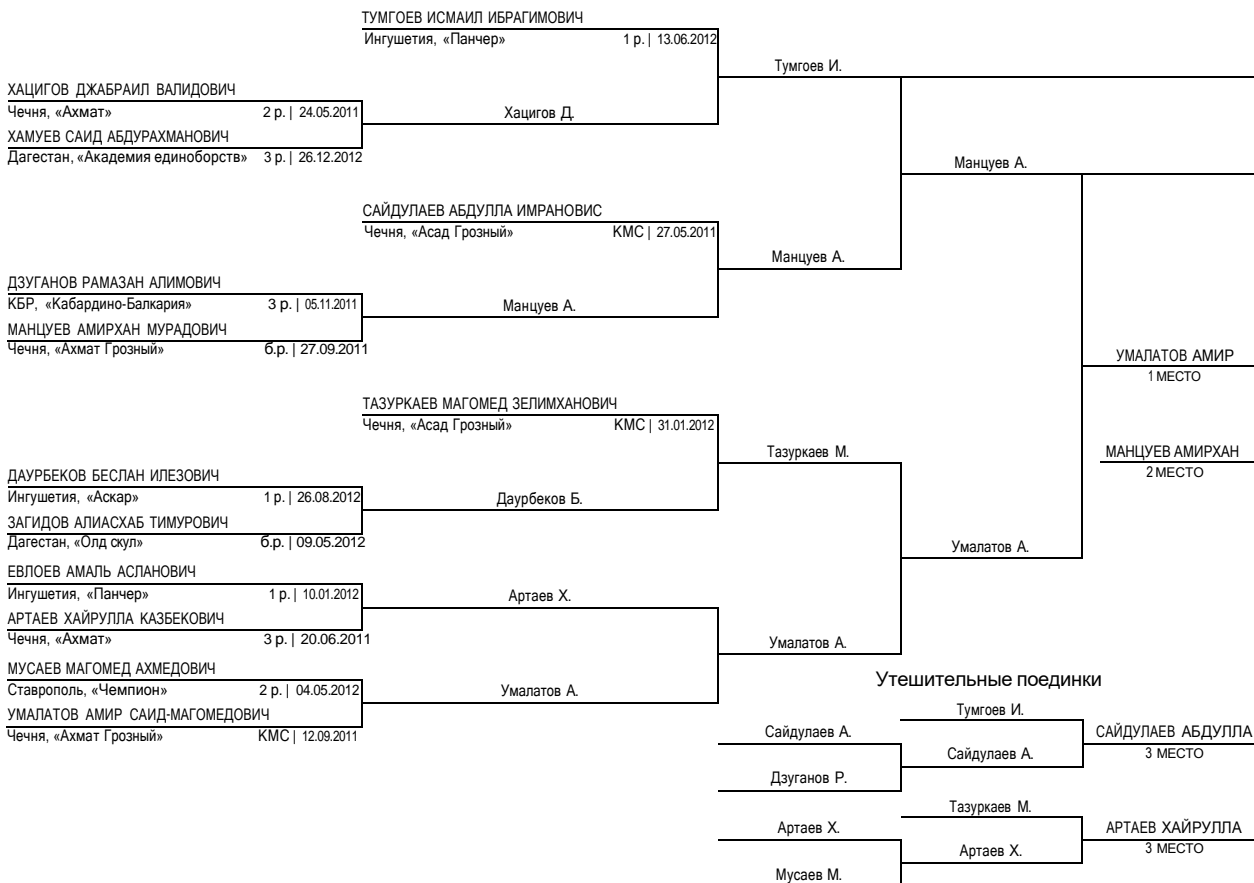 ТУМГОЕВ ИСМАИЛ ИБРАГИМОВИЧ
Ингушетия, «Панчер» 1 р. | 13.06.2012
Тумгоев И.
ХАЦИГОВ ДЖАБРАИЛ ВАЛИДОВИЧ
Чечня, «Ахмат» 2 р. | 24.05.2011
Хацигов Д.
ХАМУЕВ САИД АБДУРАХМАНОВИЧ
Дагестан, «Академия единоборств» 3 р. | 26.12.2012
Манцуев А.
САЙДУЛАЕВ АБДУЛЛА ИМРАНОВИС
Чечня, «Асад Грозный» КМС | 27.05.2011
Манцуев А.
ДЗУГАНОВ РАМАЗАН АЛИМОВИЧ
КБР, «Кабардино-Балкария» 3 р. | 05.11.2011
Манцуев А.
МАНЦУЕВ АМИРХАН МУРАДОВИЧ
Чечня, «Ахмат Грозный» б.р. | 27.09.2011
УМАЛАТОВ АМИР
1 МЕСТО
ТАЗУРКАЕВ МАГОМЕД ЗЕЛИМХАНОВИЧ
Чечня, «Асад Грозный» КМС | 31.01.2012
Тазуркаев М.
МАНЦУЕВ АМИРХАН
2 МЕСТО
ДАУРБЕКОВ БЕСЛАН ИЛЕЗОВИЧ
Ингушетия, «Аскар» 1 р. | 26.08.2012
Даурбеков Б.
ЗАГИДОВ АЛИАСХАБ ТИМУРОВИЧ
Дагестан, «Олд скул» б.р. | 09.05.2012
Умалатов А.
ЕВЛОЕВ АМАЛЬ АСЛАНОВИЧ
Ингушетия, «Панчер» 1 р. | 10.01.2012
Артаев Х.
АРТАЕВ ХАЙРУЛЛА КАЗБЕКОВИЧ
Чечня, «Ахмат» 3 р. | 20.06.2011
Умалатов А.
МУСАЕВ МАГОМЕД АХМЕДОВИЧ
Ставрополь, «Чемпион» 2 р. | 04.05.2012
Умалатов А.
УМАЛАТОВ АМИР САИД-МАГОМЕДОВИЧ
Чечня, «Ахмат Грозный» КМС | 12.09.2011
Утешительные поединки
Тумгоев И.
Сайдулаев А.
САЙДУЛАЕВ АБДУЛЛА
3 МЕСТО
Сайдулаев А.
Дзуганов Р.
Тазуркаев М.
Артаев Х.
АРТАЕВ ХАЙРУЛЛА
3 МЕСТО
Артаев Х.
Мусаев М.